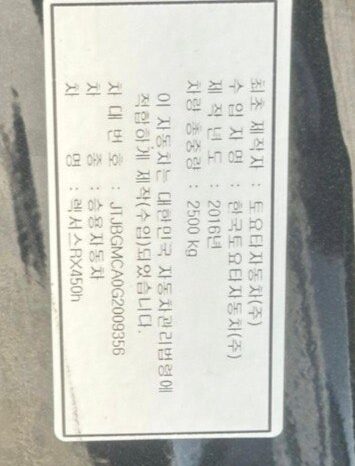 최초 제작자 : 토요타자동차(주)
수 입 자 명 : 한국토요타자동차(주)
제 작 년 도 : 2016년
차량 총중량 : 2500 kg
이 자동차는 대한민국 자동차관리법령에
적합하게 제작(수입)되었습니다.
차 대 번 호 : JTJBGMCA0G2009356
차 종 : 승용자동차
차 명 : 렉서스RX450h